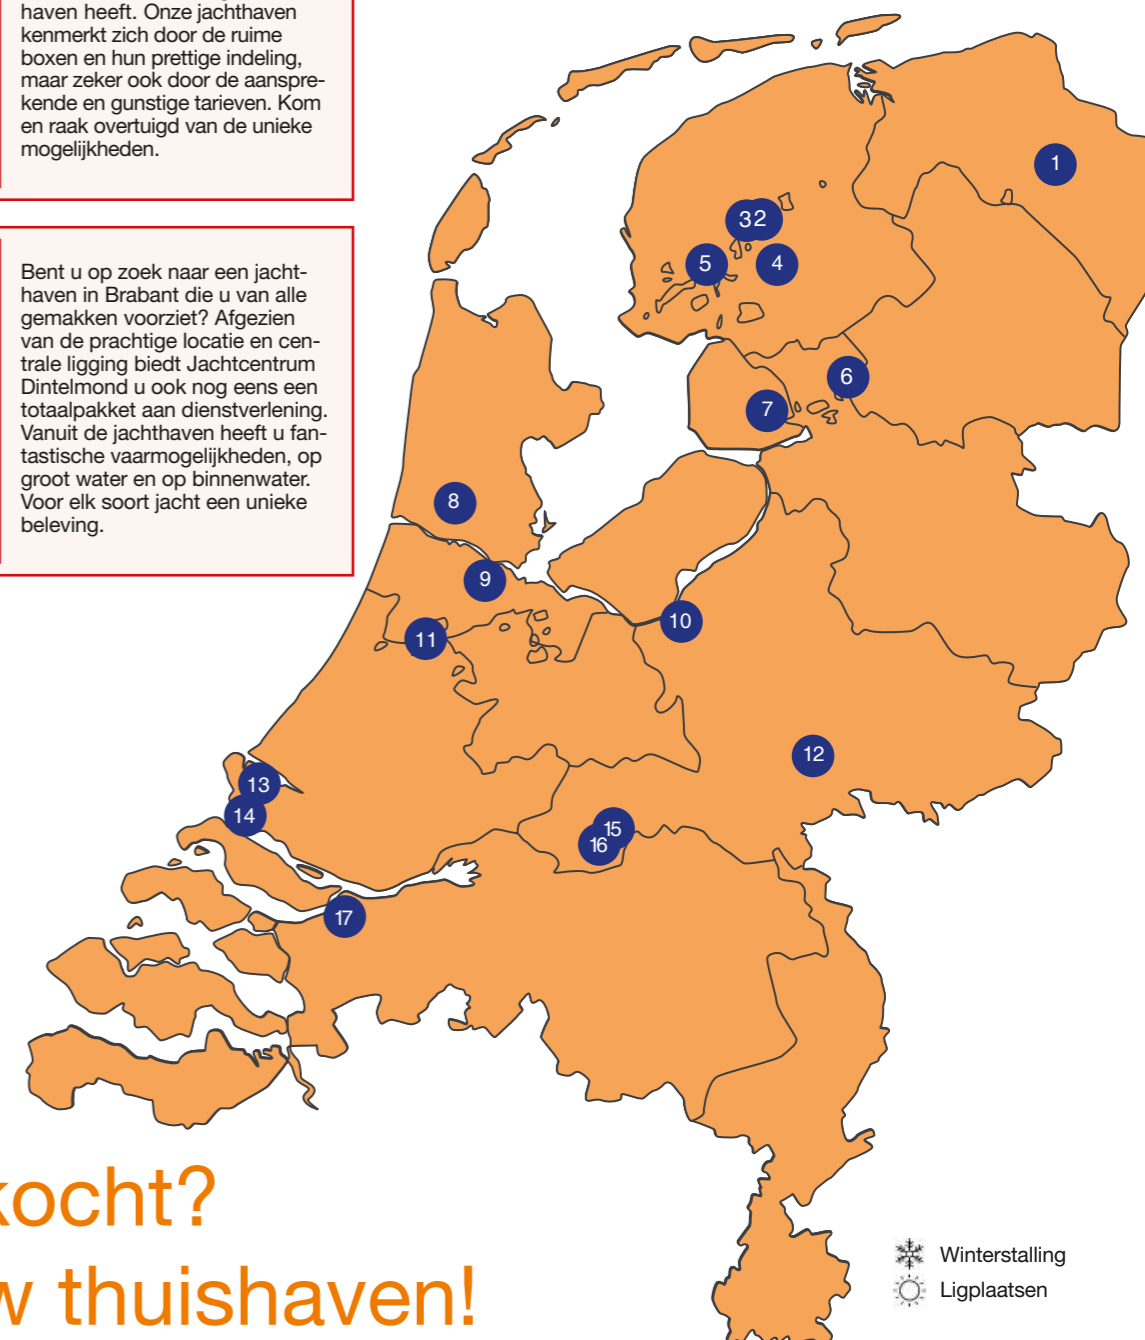 haven heeft. Onze jachthaven
kenmerkt zich door de ruime
boxen en hun prettige indeling,
maar zeker ook door de aanspre-
kende en gunstige tarieven. Kom
en raak overtuigd van de unieke
mogelijkheden.
Bent u op zoek naar een jacht-
haven in Brabant die u van alle
gemakken voorziet? Afgezien
van de prachtige locatie en cen-
trale ligging biedt Jachtcentrum
Dintelmond u ook nog eens een
totaalpakket aan dienstverlening.
Vanuit de jachthaven heeft u fan-
tastische vaarmogelijkheden, op
groot water en op binnenwater.
Voor elk soort jacht een unieke
beleving.
1
3 2
5
4
6
7
8
9
10
11
12
13
14
15
16
17
kocht?
w thuishaven!
Winterstalling
Ligplaatsen